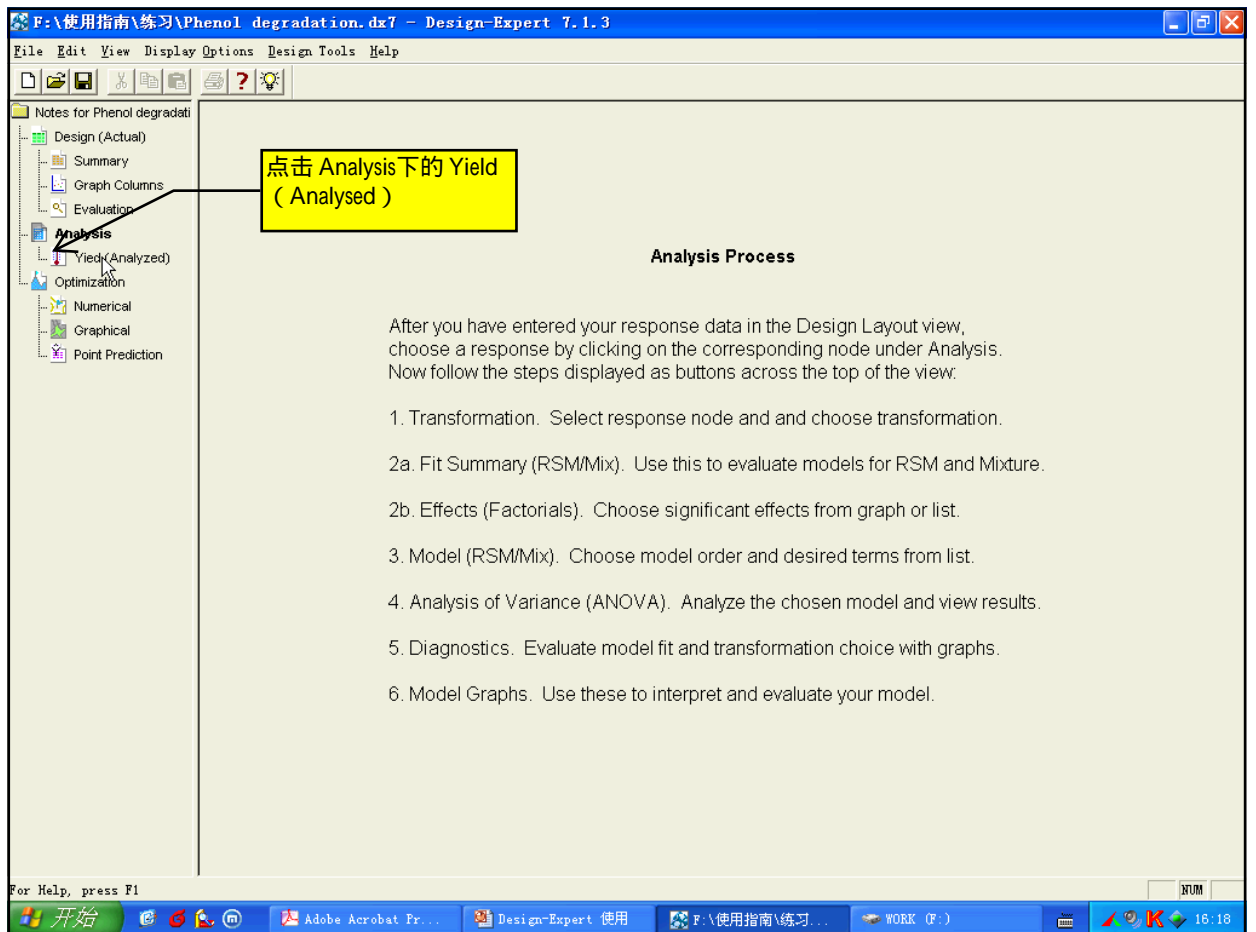 F:\使用指南\练习\Phenol degradation.dx7 - Design-Expert 7.1.3
File Edit View Display Options Design Tools Help
Notes for Phenol degradati
Design (Actual)
Summary
Graph Columns
Evaluation
Analysis
Yied (Analyzed)
Optimization
Numerical
Graphical
Point Prediction
点击 Analysis下的 Yield
（Analysed）
Analysis Process
After you have entered your response data in the Design Layout view,
choose a response by clicking on the corresponding node under Analysis.
Now follow the steps displayed as buttons across the top of the view:
1. Transformation. Select response node and and choose transformation.
2a. Fit Summary (RSM/Mix). Use this to evaluate models for RSM and Mixture.
2b. Effects (Factorials). Choose significant effects from graph or list.
3. Model (RSM/Mix). Choose model order and desired terms from list.
4. Analysis of Variance (ANOVA). Analyze the chosen model and view results.
5. Diagnostics. Evaluate model fit and transformation choice with graphs.
6. Model Graphs. Use these to interpret and evaluate your model.
For Help, press F1
NUM
开始
Adobe Acrobat Pr...
Design-Expert 使用
F:\使用指南\练习...
WORK (F:)
16:18